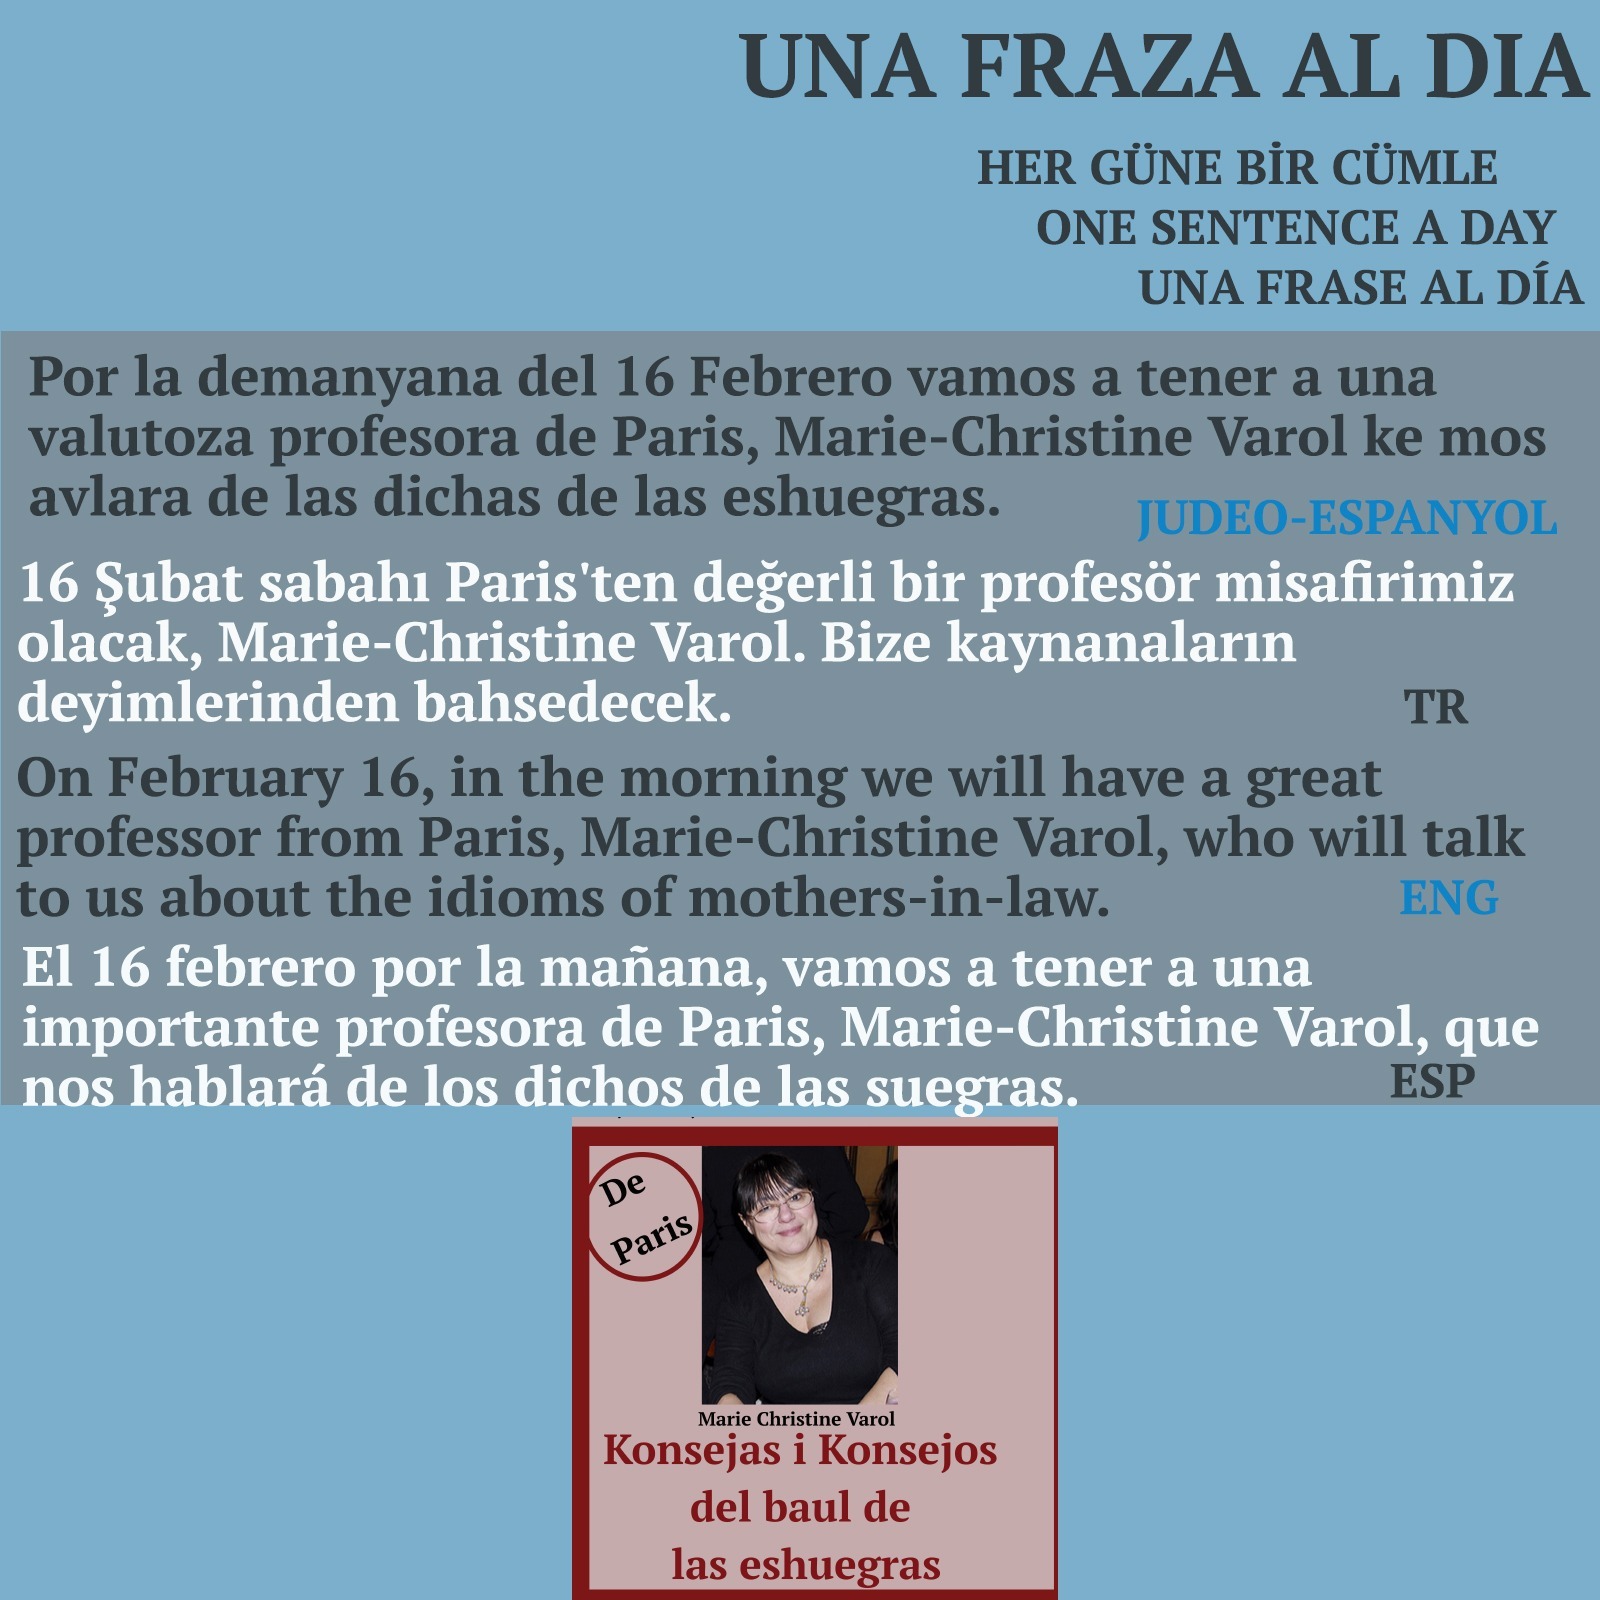 UNA FRAZA AL DIA
HER GÜNE BİR CÜMLE
ONE SENTENCE A DAY
UNA FRASE AL DÍA
Por la demanyana del 16 Febrero vamos a tener a una
valutoza profesora de Paris, Marie-Christine Varol ke mos
avlara de las dichas de las eshuegras.
JUDEO-ESPANYOL
16 Şubat sabahı Paris'ten değerli bir profesör misafirimiz
olacak, Marie-Christine Varol. Bize kaynanaların
deyimlerinden bahsedecek.
TR
On February 16, in the morning we will have a great
professor from Paris, Marie-Christine Varol, who will talk
to us about the idioms of mothers-in-law.
ENG
El 16 febrero por la mañana, vamos a tener a una
importante profesora de Paris, Marie-Christine Varol, que
nos hablará de los dichos de las suegras.
ESP
De
Paris
Marie Christine Varol
Konsejas i Konsejos
del baul de
las eshuegras